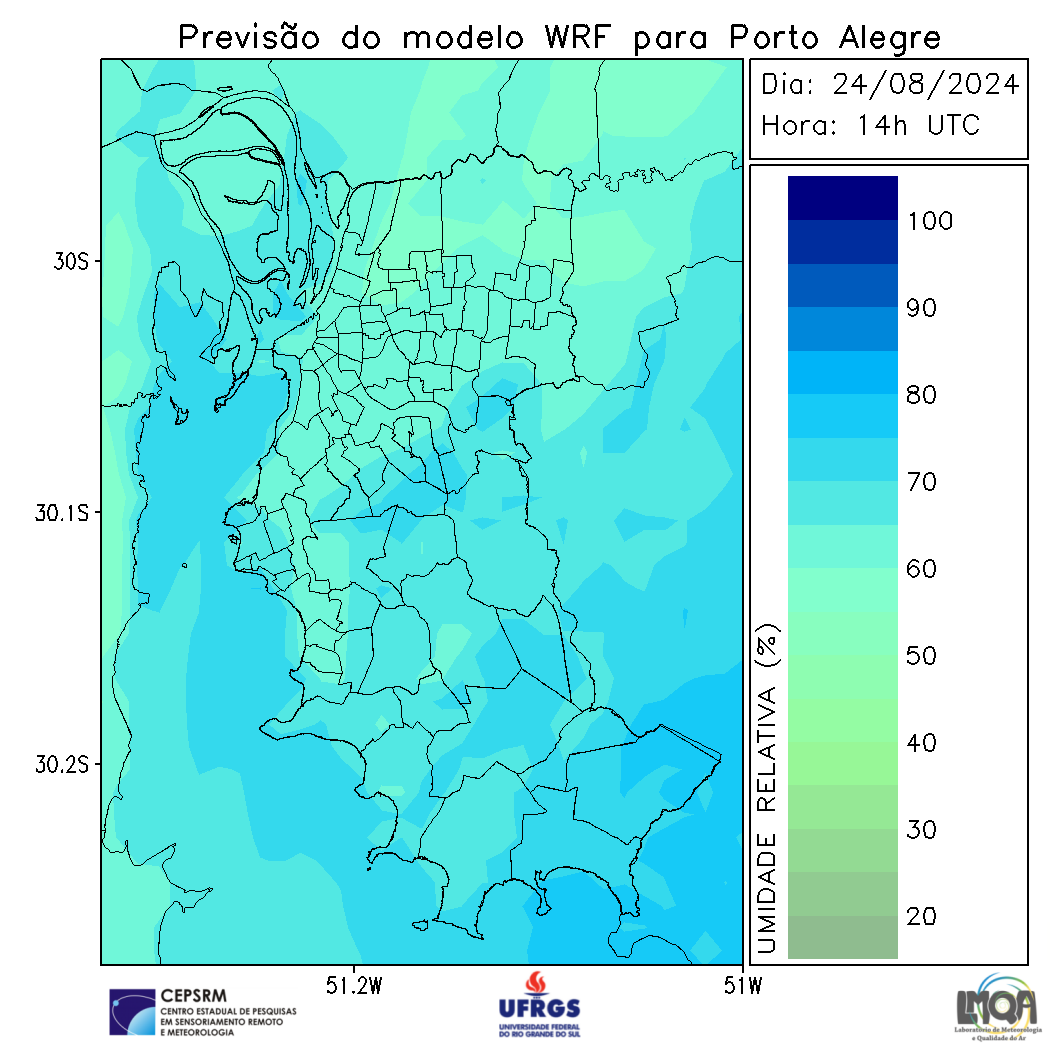 Previsão do modelo WRF para Porto Alegre
Dia: 24/08/2024
Hora: 14h UTC
100
90
80
70
60
50
40
30
20
UMIDADE RELATIVA (%)
30S
30.1S
30.2S
51.2W
51W
CEPSRM
CENTRO ESTADUAL DE PESQUISAS
EM SENSORIAMENTO REMOTO
E METEOROLOGIA
UFRGS
UNIVERSIDADE FEDERAL
DO RIO GRANDE DO SUL
LMQA
Laboratório de Meteorologia
e Qualidade do Ar